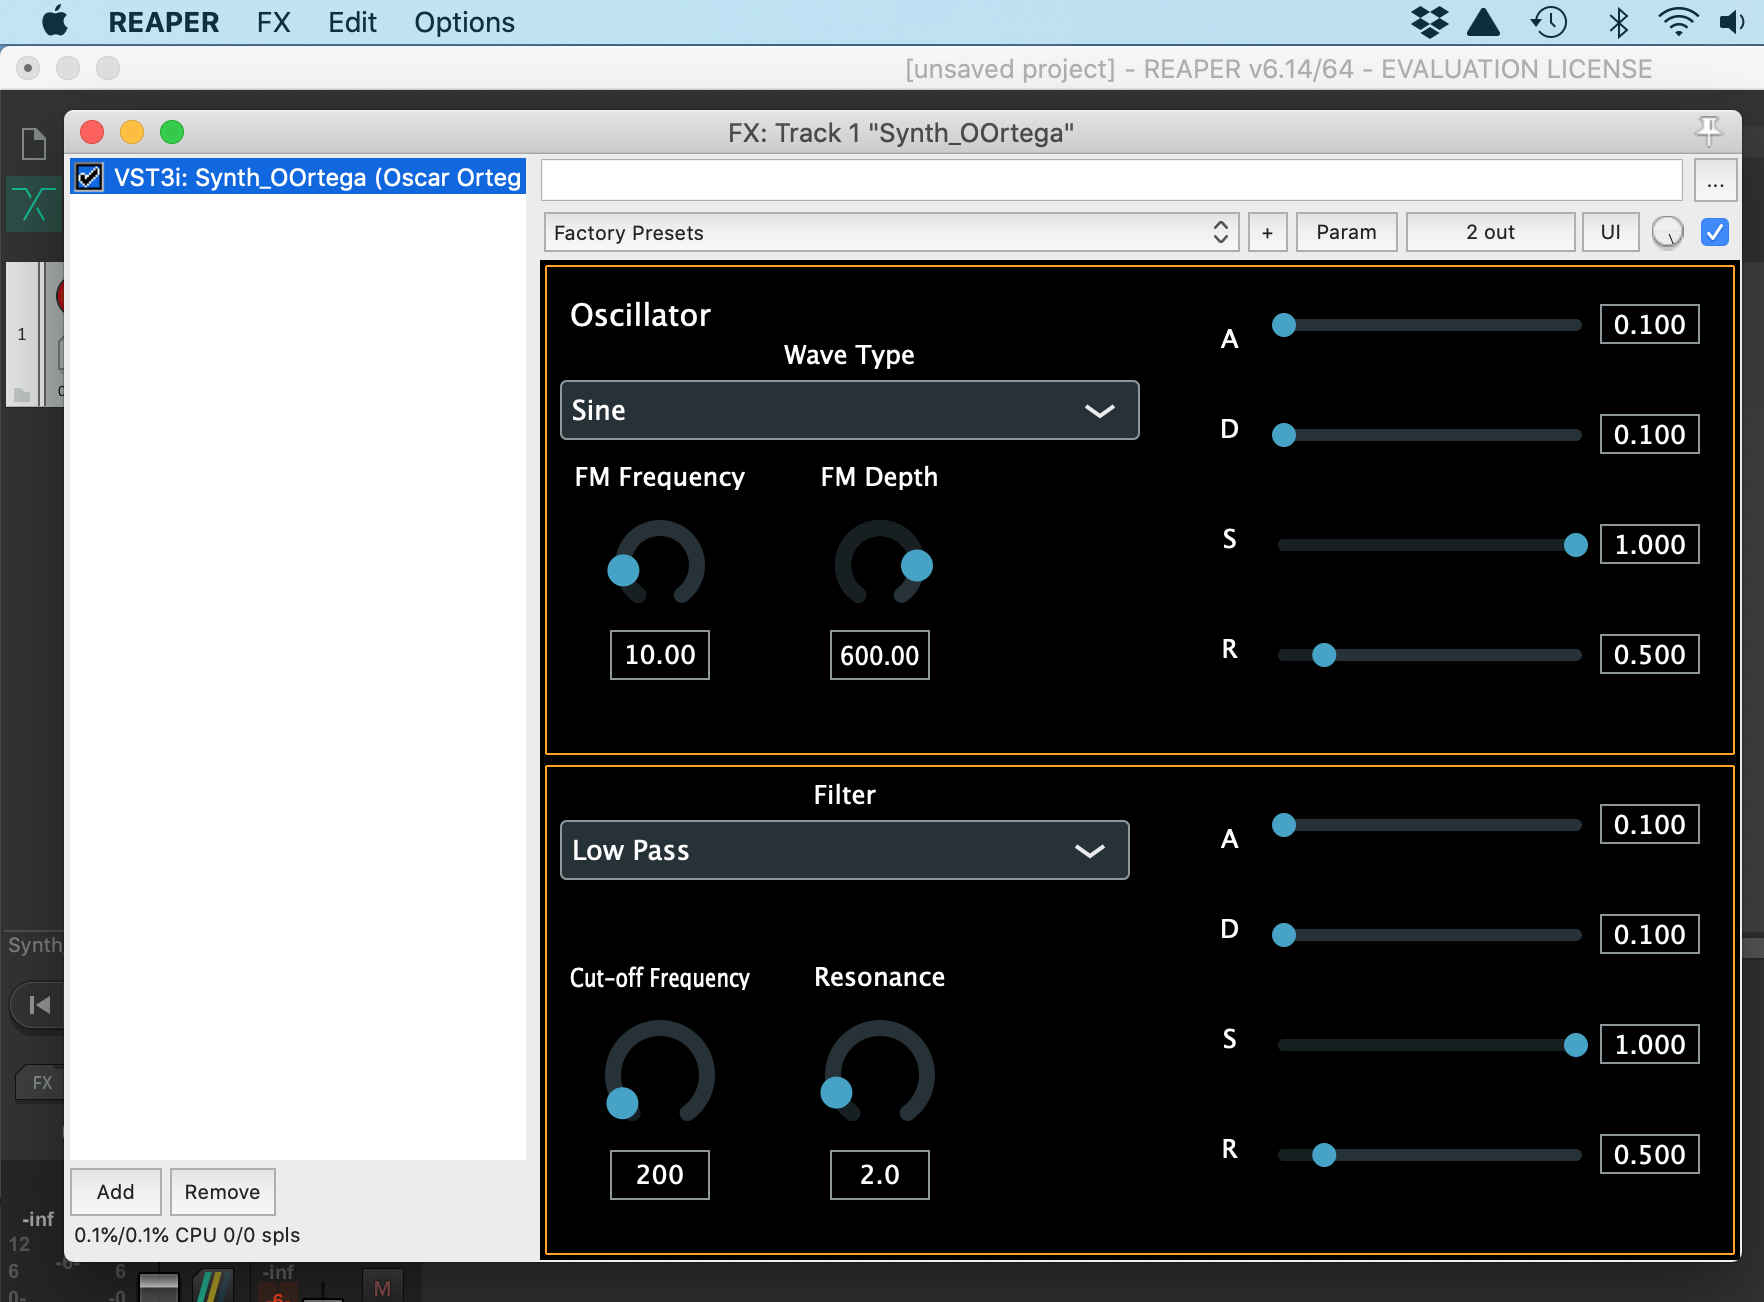 REAPER FX Edit Options
[unsaved project] - REAPER v6.14/64 - EVALUATION LICENSE
FX: Track 1 "Synth_OOrtega"
VST3i: Synth_OOrtega (Oscar Orteg
...
Factory Presets
+
Param
2 out
UI
1
Oscillator
Wave Type
Sine
FM Frequency
FM Depth
10.00
600.00
A
0.100
D
0.100
S
1.000
R
0.500
Filter
Low Pass
Cut-off Frequency
Resonance
200
2.0
A
0.100
D
0.100
S
1.000
R
0.500
Synth
FX
Add
Remove
0.1%/0.1% CPU 0/0 spls
-inf
12
6
-6-
6
0-
-0
-inf
-6-
M